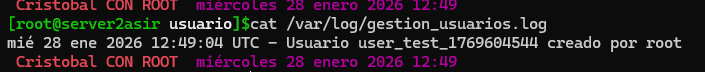 Cristobal CON ROOT miércoles 28 enero 2026 12:49
[root@server2asir usuario]$cat /var/log/gestion_usuarios.log
mié 28 ene 2026 12:49:04 UTC - Usuario user_test_1769604544 creado por root
Cristobal CON ROOT miércoles 28 enero 2026 12:49